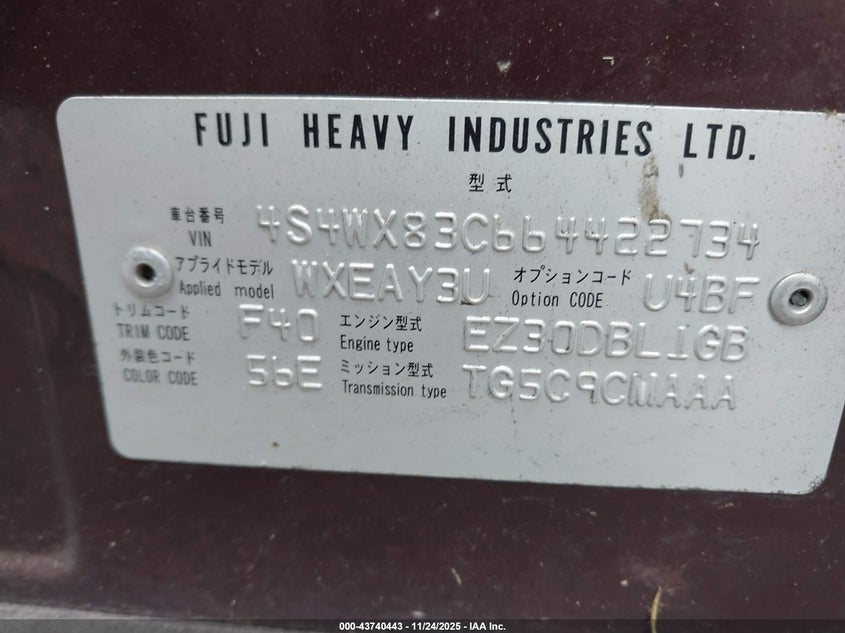 FUJI HEAVY INDUSTRIES LTD.
型式
車台番号 VIN 4S4WX83C664422734
アプライドモデル Applied model WXEAY3U オプションコード Option CODE U4BF
トリムコード TRIM CODE F40 エンジン型式 Engine type EZ30DBL1GB
外装色コード COLOR CODE 56E ミッション型式 Transmission type TG5C9CMAAA
000-43740443 - 11/24/2025 - IAA Inc.